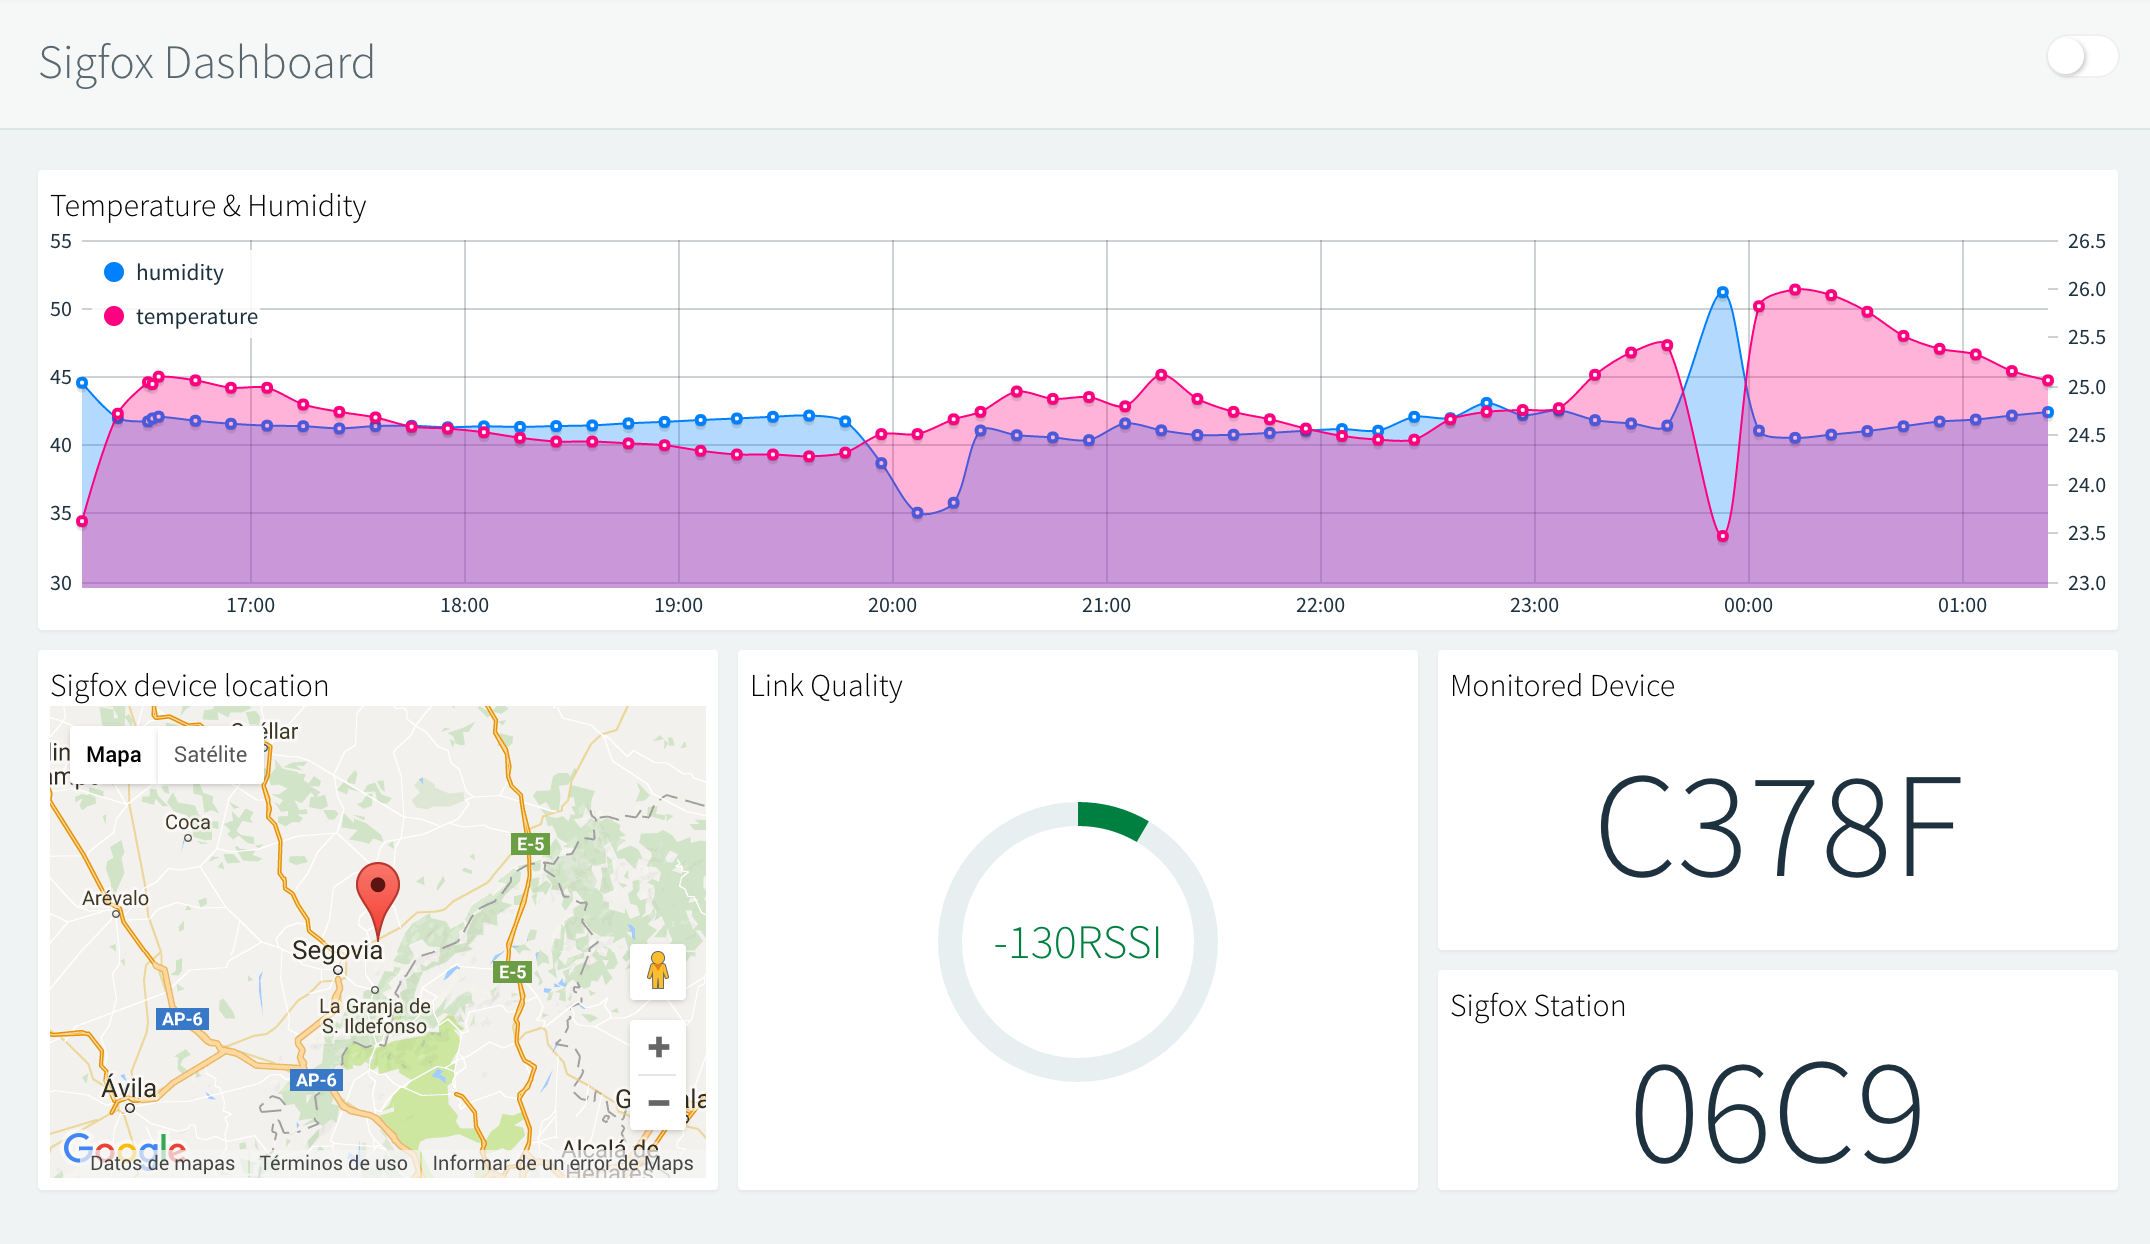 Sigfox Dashboard
Temperature & Humidity
55
50
45
40
35
30
humidity
temperature
26.5
26.0
25.5
25.0
24.5
24.0
23.5
23.0
17:00 18:00 19:00 20:00 21:00 22:00 23:00 00:00 01:00
Sigfox device location
Mapa Satélite
Coca
Arévalo
E-5
Segovia
E-5
La Granja de
S. Ildefonso
AP-6
AP-6
Ávila
Alcalá de
Henares
Google
Datos de mapas Términos de uso Informar de un error de Maps
Link Quality
-130RSSI
Monitored Device
C378F
Sigfox Station
06C9